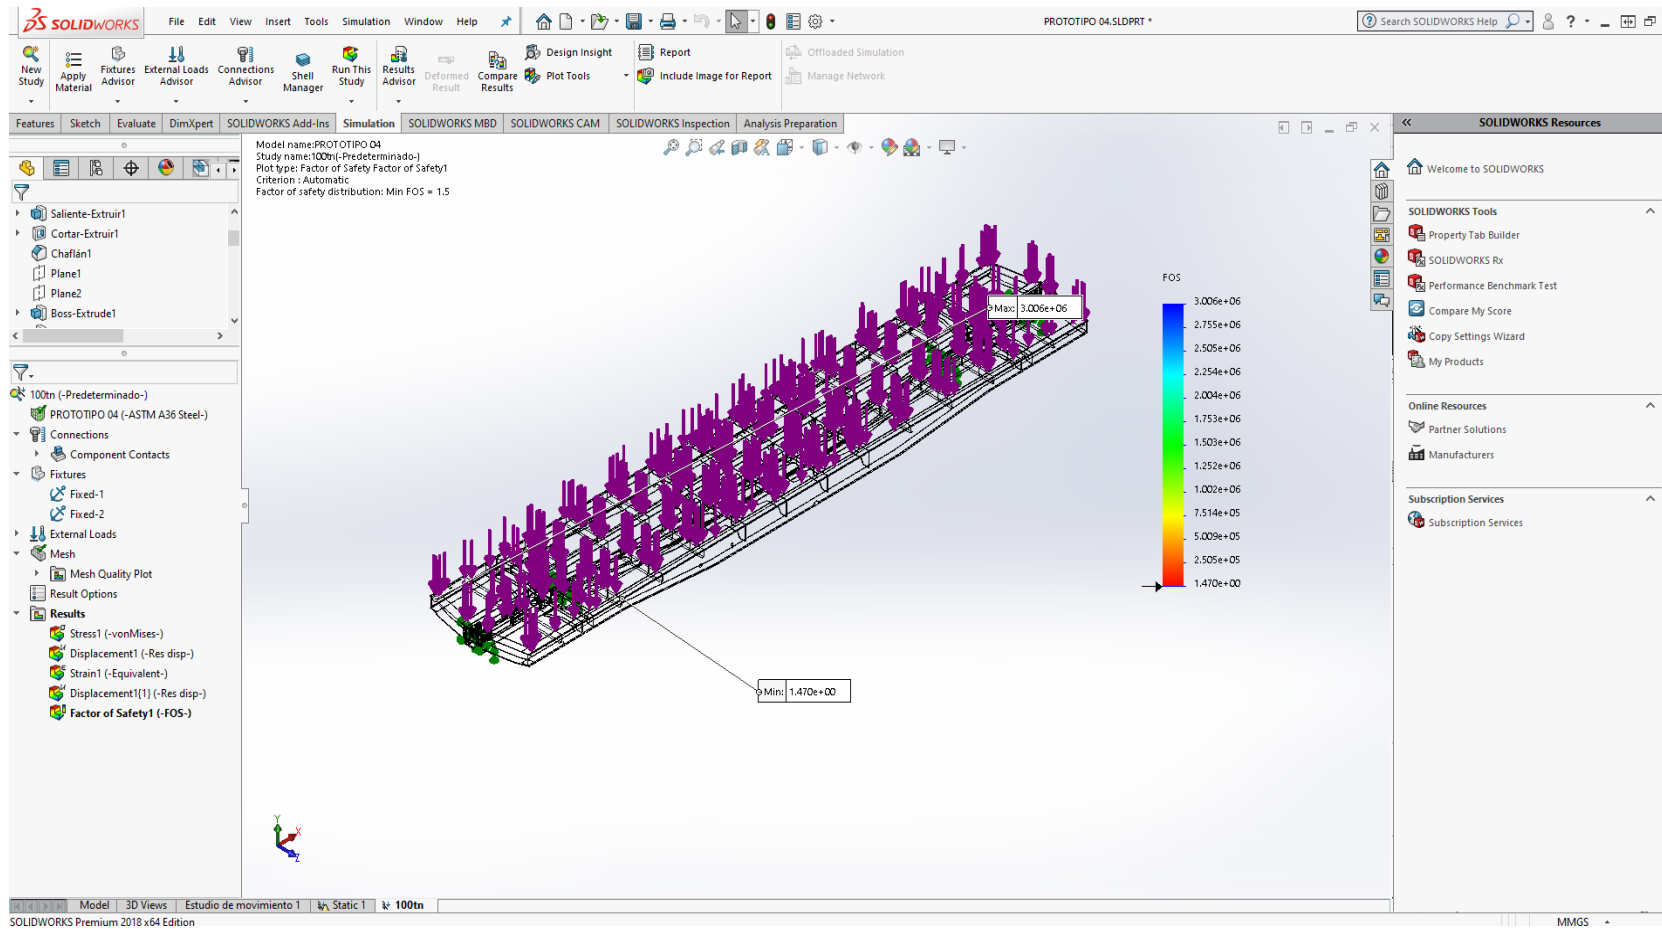 SOLIDWORKS
File Edit View Insert Tools Simulation Window Help
PROTOTIPO 04.SLDPRT *
Search SOLIDWORKS Help
?
New Study
Apply Material
Fixtures Advisor
External Loads Advisor
Connections Advisor
Shell Manager
Run This Study
Results Advisor
Deformed Result
Compare Results
Design Insight
Plot Tools
Report
Include Image for Report
Offloaded Simulation
Manage Network
Features Sketch Evaluate DimXpert SOLIDWORKS Add-Ins Simulation SOLIDWORKS MBD SOLIDWORKS CAM SOLIDWORKS Inspection Analysis Preparation
Saliente-Extruir1
Cortar-Extruir1
Chaflán1
Plane1
Plane2
Boss-Extrude1
100tn (-Predeterminado-)
PROTOTIPO 04 (-ASTM A36 Steel-)
Connections
Component Contacts
Fixtures
Fixed-1
Fixed-2
External Loads
Mesh
Mesh Quality Plot
Result Options
Results
Stress1 (-vonMises-)
Displacement1 (-Res disp-)
Strain1 (-Equivalent-)
Displacement1{1} (-Res disp-)
Factor of Safety1 (-FOS-)
Model name:PROTOTIPO 04
Study name:100tn(-Predeterminado-)
Plot type: Factor of Safety Factor of Safety1
Criterion : Automatic
Factor of safety distribution: Min FOS = 1.5
Max: 3.006e+06
Min: 1.470e+00
FOS
3.006e+06
2.755e+06
2.505e+06
2.254e+06
2.004e+06
1.753e+06
1.503e+06
1.252e+06
1.002e+06
7.514e+05
5.009e+05
2.505e+05
1.470e+00
Y
X
Z
SOLIDWORKS Resources
Welcome to SOLIDWORKS
SOLIDWORKS Tools
Property Tab Builder
SOLIDWORKS Rx
Performance Benchmark Test
Compare My Score
Copy Settings Wizard
My Products
Online Resources
Partner Solutions
Manufacturers
Subscription Services
Subscription Services
Model 3D Views Estudio de movimiento 1 Static 1 100tn
SOLIDWORKS Premium 2018 x64 Edition
MMGS